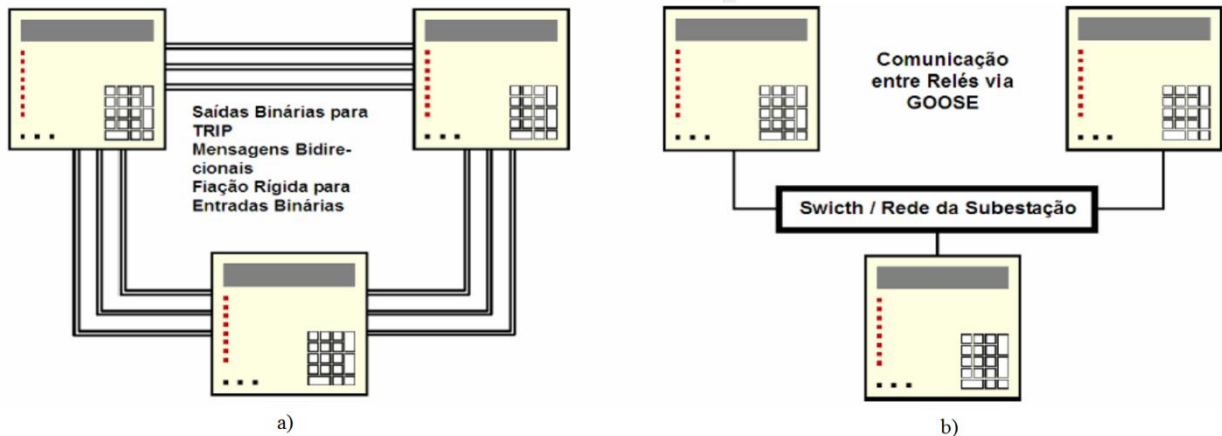 Saídas Binárias para
TRIP
Mensagens Bidire-
cionais
Fiação Rígida para
Entradas Binárias
a)
Comunicação
entre Relés via
GOOSE
Swicth / Rede da Subestação
b)